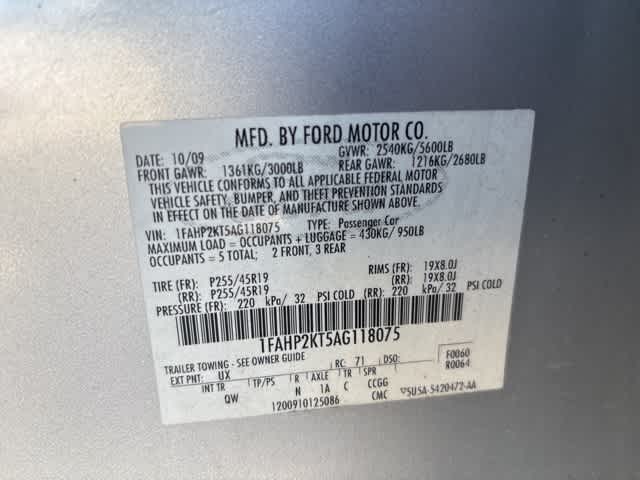 MFD. BY FORD MOTOR CO.
DATE: 10/09 GVWR: 2540KG/5600LB
FRONT GAWR: 1361KG/3000LB REAR GAWR: 1216KG/2680LB
THIS VEHICLE CONFORMS TO ALL APPLICABLE FEDERAL MOTOR
VEHICLE SAFETY, BUMPER, AND THEFT PREVENTION STANDARDS
IN EFFECT ON THE DATE OF MANUFACTURE SHOWN ABOVE.
VIN: 1FAHP2KT5AG118075 TYPE: Passenger Car
MAXIMUM LOAD = OCCUPANTS + LUGGAGE = 430KG/950LB
OCCUPANTS = 5 TOTAL; 2 FRONT, 3 REAR
TIRE (FR): P255/45R19 RIMS (FR): 19X8.0J
(RR): P255/45R19 (RR): 19X8.0J
PRESSURE (FR): 220 kPa/ 32 PSI COLD (RR): 220 kPa/ 32 PSI COLD
1FAHP2KT5AG118075
TRAILER TOWING - SEE OWNER GUIDE F0060
EXT PNT: UX RC: 71 DSO: R0064
INT TR TP/PS R AXLE TR SPR
QW N 1A C CCGG
1200910125086 CMC 5U5A-5420472-AA